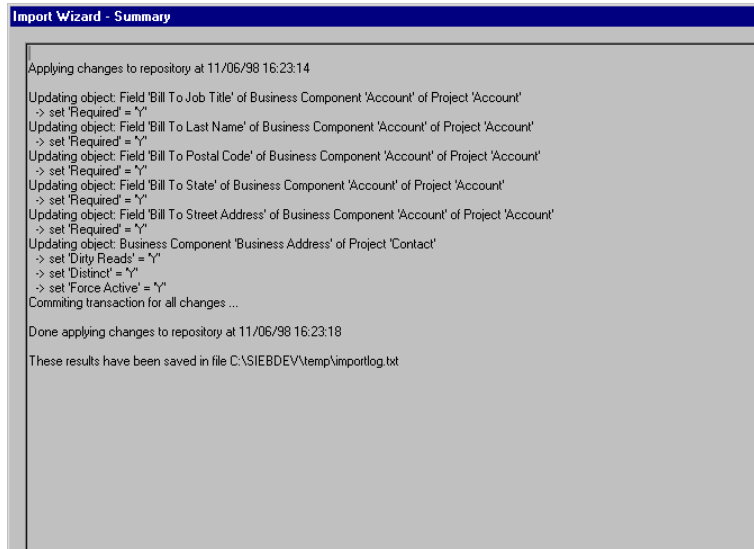 Import Wizard - Summary
Applying changes to repository at 11/06/98 16:23:14
Updating object: Field 'Bill To Job Title' of Business Component 'Account' of Project 'Account'
-> set 'Required' = 'Y'
Updating object: Field 'Bill To Last Name' of Business Component 'Account' of Project 'Account'
-> set 'Required' = 'Y'
Updating object: Field 'Bill To Postal Code' of Business Component 'Account' of Project 'Account'
-> set 'Required' = 'Y'
Updating object: Field 'Bill To State' of Business Component 'Account' of Project 'Account'
-> set 'Required' = 'Y'
Updating object: Field 'Bill To Street Address' of Business Component 'Account' of Project 'Account'
-> set 'Required' = 'Y'
Updating object: Business Component 'Business Address' of Project 'Contact'
-> set 'Dirty Reads' = 'Y'
-> set 'Distinct' = 'Y'
-> set 'Force Active' = 'Y'
Commiting transaction for all changes ...
Done applying changes to repository at 11/06/98 16:23:18
These results have been saved in file C:\SIEBDEV\temp\importlog.txt